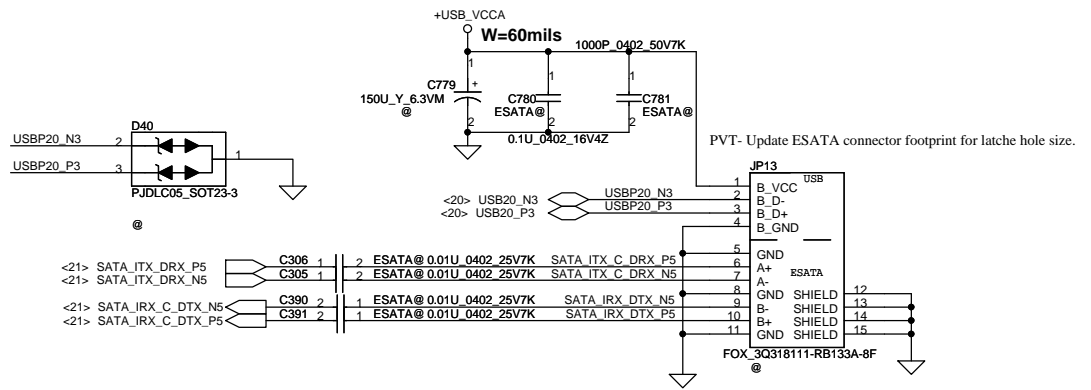 +USB_VCCA
W=60mils
1000P_0402_50V7K
1
C779
+
150U_Y_6.3VM
@
2
1
C780
ESATA@
2
0.1U_0402_16V4Z
1
C781
ESATA@
2
D40
USBP20_N3 2
USBP20_P3 3
1
PJDLC05_SOT23-3
@
PVT- Update ESATA connector footprint for latche hole size.
JP13
USB
1 B_VCC
<20> USB20_N3 USBP20_N3 2 B_D-
<20> USB20_P3 USBP20_P3 3 B_D+
4 B_GND
5 GND
ESATA
<21> SATA_ITX_DRX_P5 C306 1 2 ESATA@ 0.01U_0402_25V7K SATA_ITX_C_DRX_P5 6 A+
<21> SATA_ITX_DRX_N5 C305 1 2 ESATA@ 0.01U_0402_25V7K SATA_ITX_C_DRX_N5 7 A-
8 GND SHIELD 12
<21> SATA_IRX_C_DTX_N5 C390 2 1 ESATA@ 0.01U_0402_25V7K SATA_IRX_DTX_N5 9 B- SHIELD 13
<21> SATA_IRX_C_DTX_P5 C391 2 1 ESATA@ 0.01U_0402_25V7K SATA_IRX_DTX_P5 10 B+ SHIELD 14
11 GND SHIELD 15
FOX_3Q318111-RB133A-8F
@